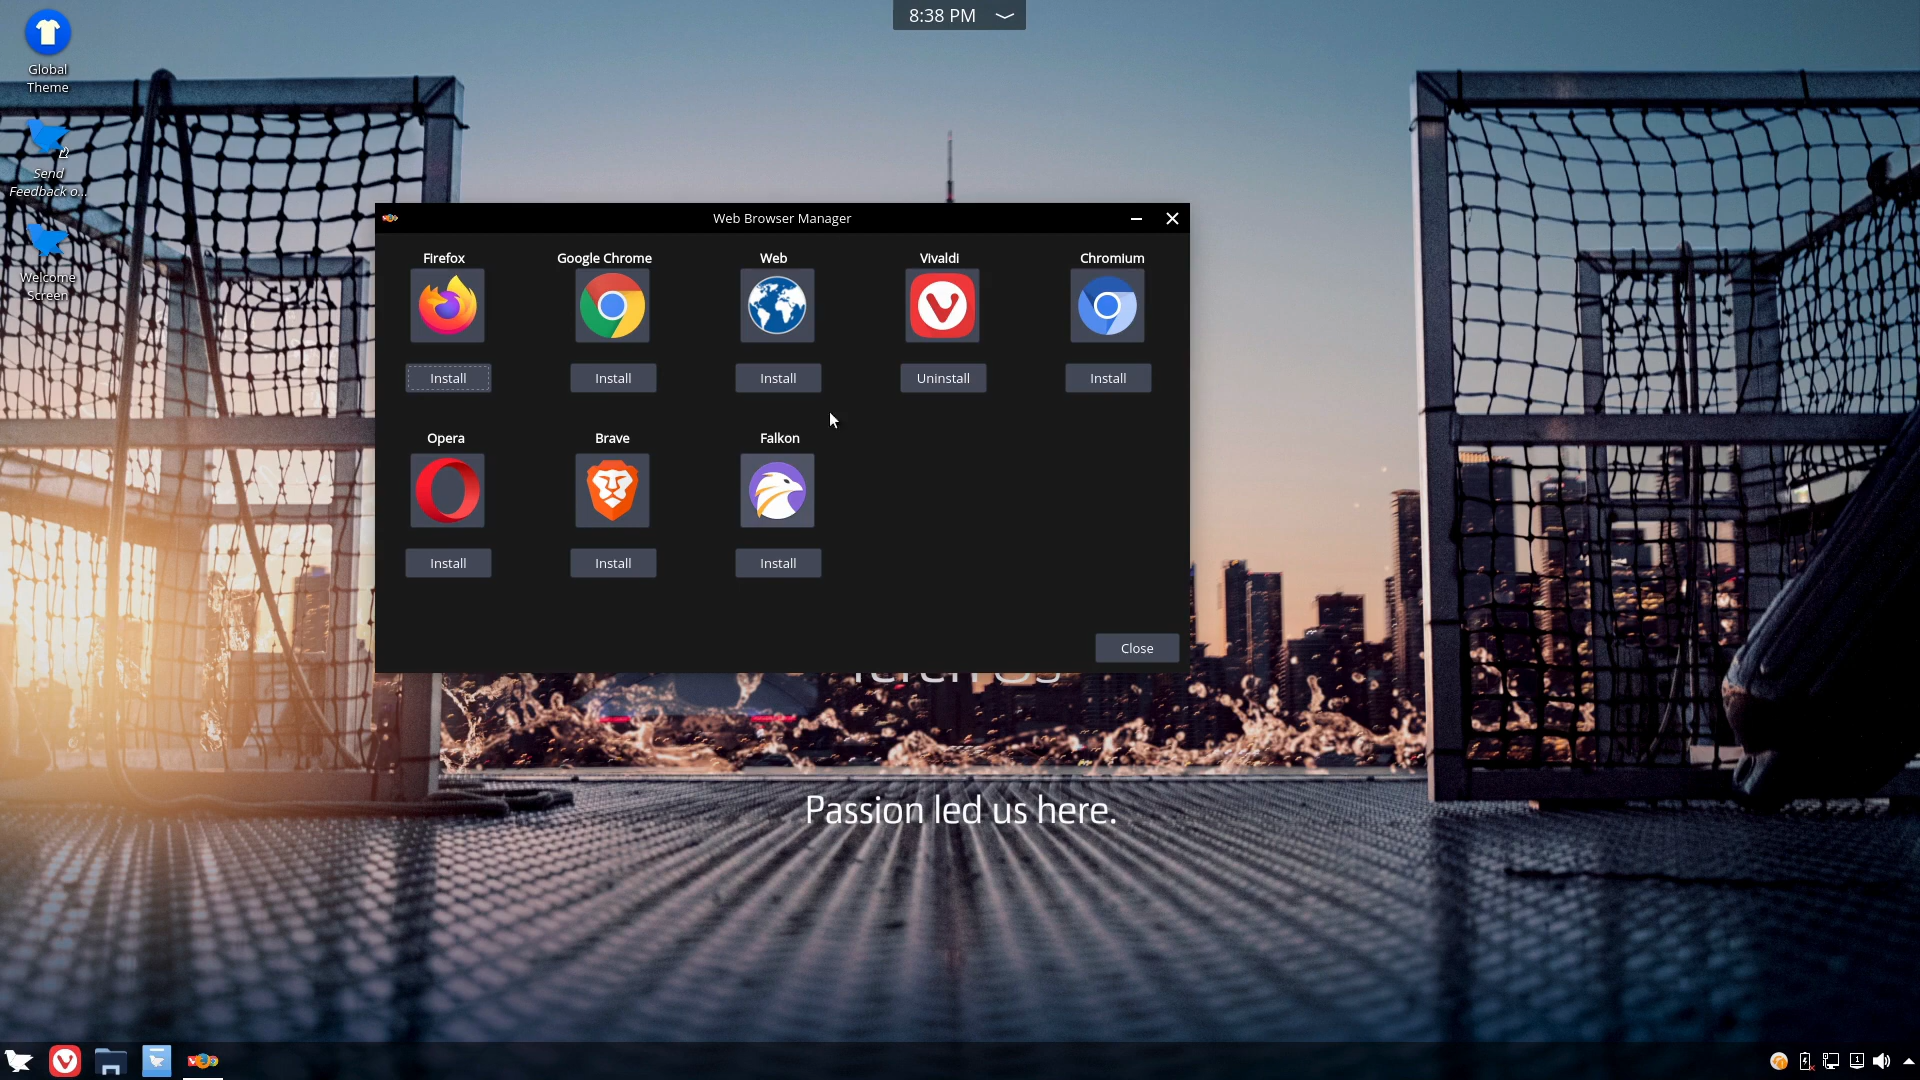 8:38 PM
Global
Theme
Send
Feedback o...
Welcome
Screen
Web Browser Manager
Firefox
Google Chrome
Web
Vivaldi
Chromium
Install
Install
Install
Uninstall
Install
Opera
Brave
Falkon
Install
Install
Install
Close
Passion led us here.
1